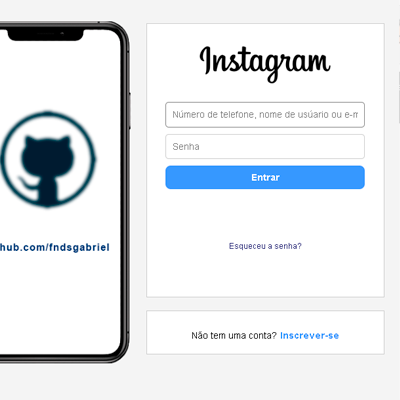 Instagram
Número de telefone, nome de usúario ou e-m
Senha
Entrar
hub.com/fndsgabriel
Esqueceu a senha?
Não tem uma conta? Inscrever-se